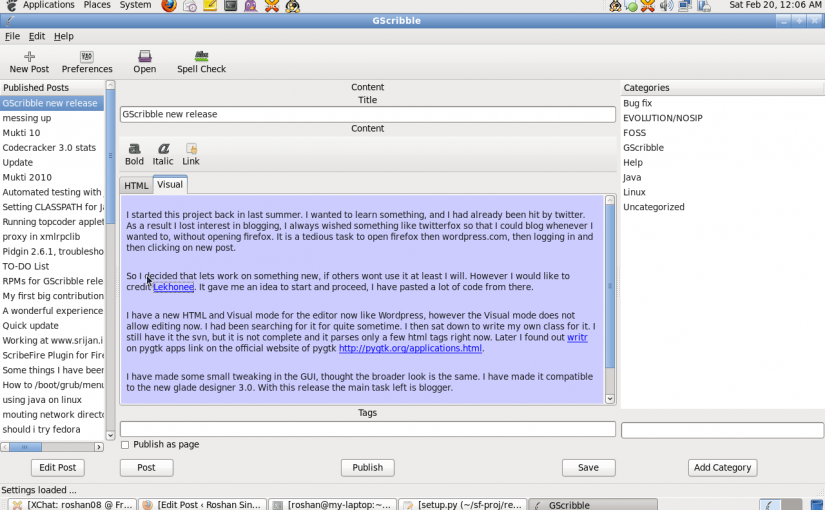 Applications Places System
Sat Feb 20, 12:06 AM
GScribble
File Edit Help
New Post Preferences Open Spell Check
Published Posts
GScribble new release
messing up
Mukti 10
Codecracker 3.0 stats
Update
Mukti 2010
Automated testing with
Setting CLASSPATH for Ja
Running topcoder applet
proxy in xmlrpclib
Pidgin 2.6.1, troublesho
TO-DO List
RPMs for GScribble rele
My first big contribution
A wonderful experience
Quick update
Working at www.srijan.i
ScribeFire Plugin for Fire
Some things I have been
How to /boot/grub/menu
using java on linux
mouting network directo
should i try fedora
Content
Title
GScribble new release
Content
Bold Italic Link
HTML Visual
I started this project back in last summer. I wanted to learn something, and I had already been hit by twitter.
As a result I lost interest in blogging, I always wished something like twitterfox so that I could blog whenever I
wanted to, without opening firefox. It is a tedious task to open firefox then wordpress.com, then logging in and
then clicking on new post.
So I decided that lets work on something new, if others wont use it at least I will. However I would like to
credit Lekhonee. It gave me an idea to start and proceed, I have pasted a lot of code from there.
I have a new HTML and Visual mode for the editor now like Wordpress, however the Visual mode does not
allow editing now. I had been searching for it for quite sometime. I then sat down to write my own class for it. I
still have it the svn, but it is not complete and it parses only a few html tags right now. Later I found out writr
on pygtk apps link on the official website of pygtk http://pygtk.org/applications.html.
I have made some small tweaking in the GUI, thought the broader look is the same. I have made it compatible
to the new glade designer 3.0. With this release the main task left is blogger.
Tags
Publish as page
Categories
Bug fix
EVOLUTION/NOSIP
FOSS
GScribble
Help
Java
Linux
Uncategorized
Edit Post Post Publish Save Add Category
Settings loaded ...
[XChat: roshan08 @ Fr... [Edit Post ‹ Roshan Sin... [roshan@my-laptop:~... [setup.py (~/sf-proj/re... GScribble